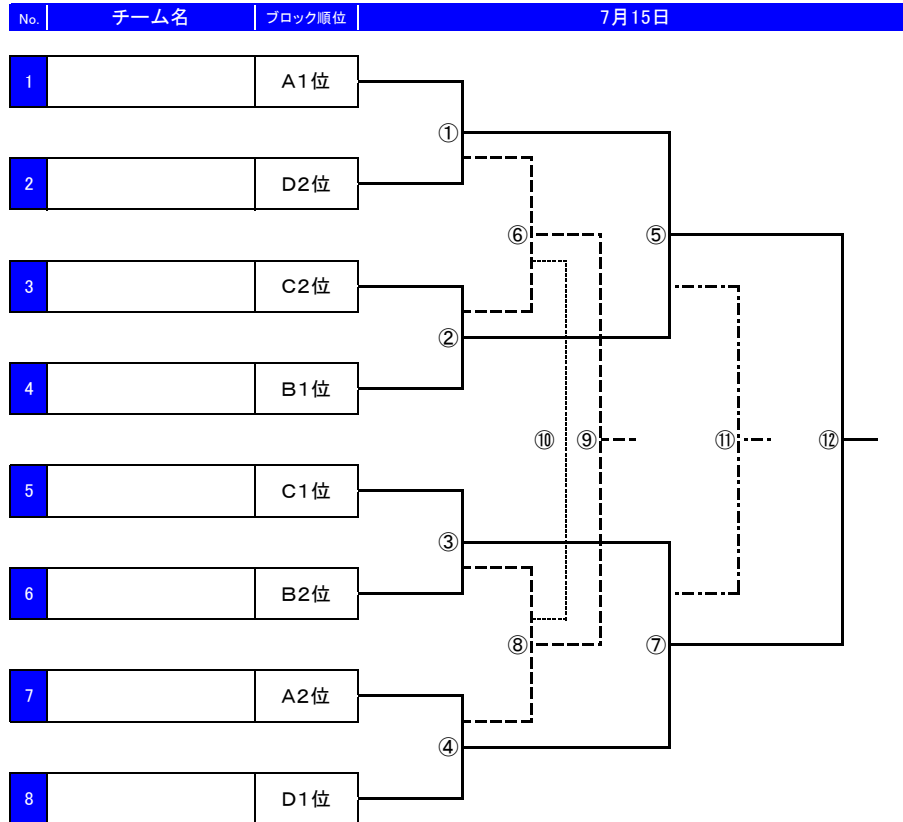 No. チーム名 ブロック順位 7月15日
1 A1位
①
2 D2位
⑥ ⑤
3 C2位
②
4 B1位
⑩ ⑨ ⑪ ⑫
5 C1位
③
6 B2位
⑧ ⑦
7 A2位
④
8 D1位